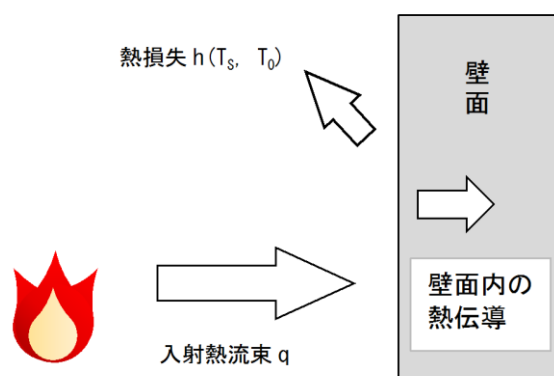 熱損失 h(Ts, T0)
壁
面
壁面内の
熱伝導
入射熱流束 q